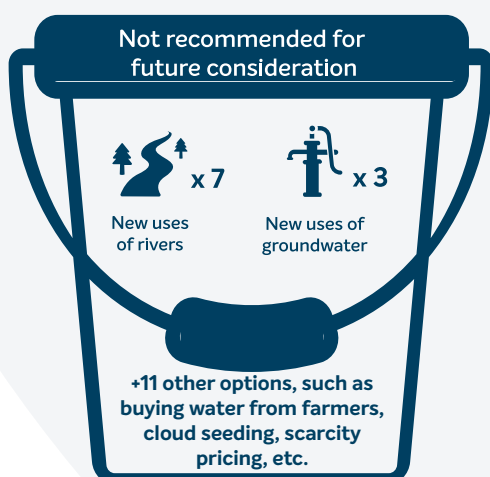 Not recommended for
future consideration
x 7
x 3
New uses
of rivers
New uses of
groundwater
+11 other options, such as
buying water from farmers,
cloud seeding, scarcity
pricing, etc.